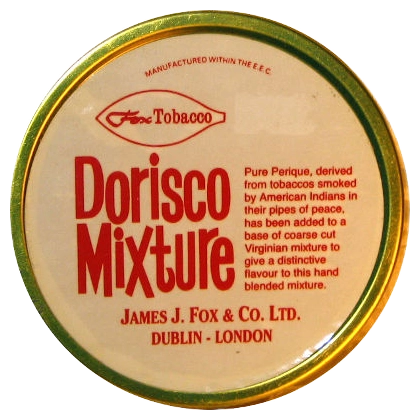 MANUFACTURED WITHIN THE E.E.C.
Fox Tobacco
Dorisco
Mixture
Pure Perique, derived
from tobaccos smoked
by American Indians in
their pipes of peace,
has been added to a
base of coarse cut
Virginian mixture to
give a distinctive
flavour to this hand
blended mixture.
JAMES J. FOX & CO. LTD.
DUBLIN - LONDON